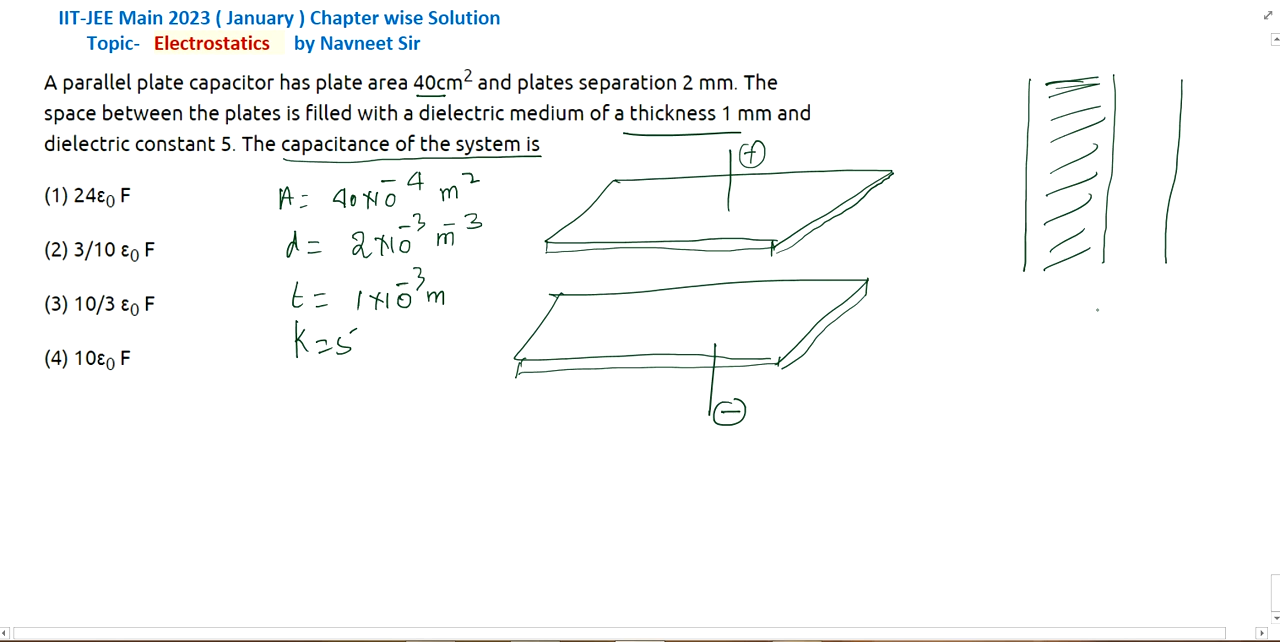 IIT-JEE Main 2023 ( January ) Chapter wise Solution
Topic- Electrostatics by Navneet Sir
A parallel plate capacitor has plate area 40cm² and plates separation 2 mm. The
space between the plates is filled with a dielectric medium of a thickness 1 mm and
dielectric constant 5. The capacitance of the system is
(1) 24ε₀ F
(2) 3/10 ε₀ F
(3) 10/3 ε₀ F
(4) 10ε₀ F
A = 40×10⁻⁴ m²
d = 2×10⁻³ m⁻³
t = 1×10⁻³ m
K=5
+
−